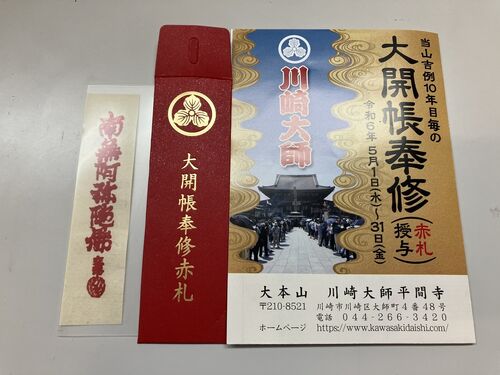 南無阿弥陀佛
大開帳奉修赤札
川崎大師
当山吉例10年目毎の
大開帳奉修
赤札
授与
令和6年5月1日(水)〜31日(金)
大本山 川崎大師平間寺
〒210-8521 川崎市川崎区大師町4番48号
電話 044-266-3420
ホームページ https://www.kawasakidaishi.com/